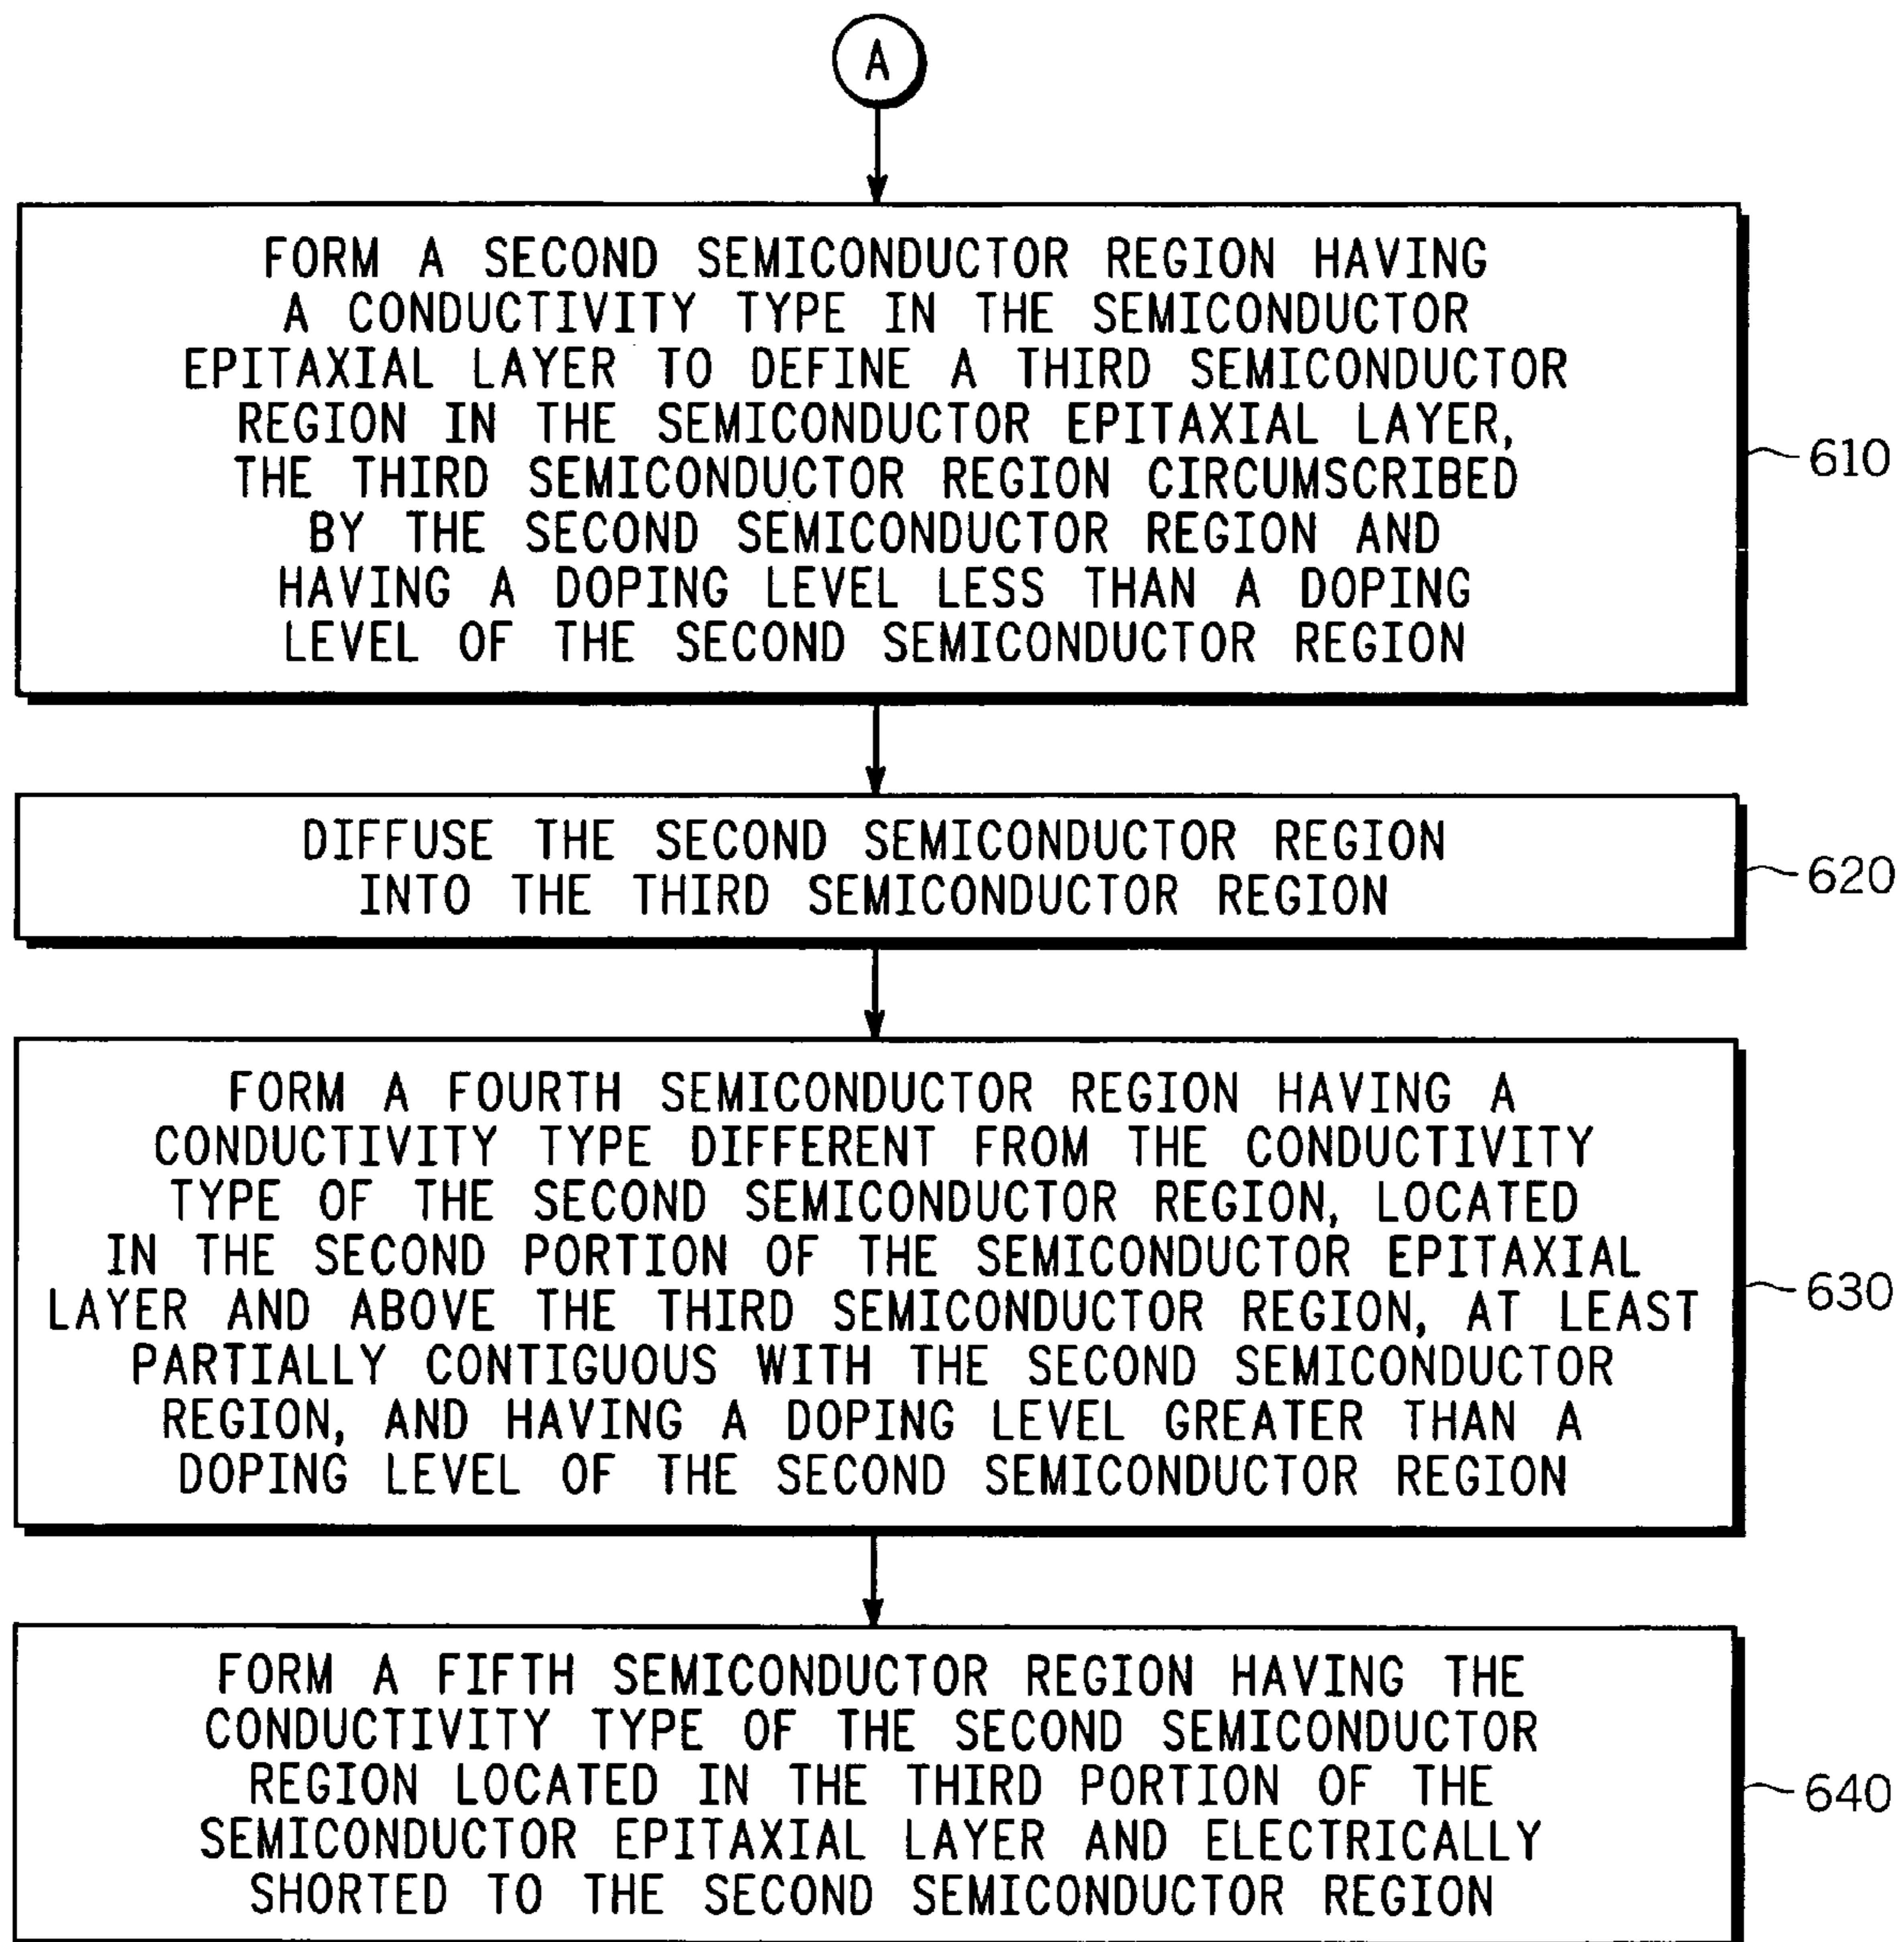 A
FORM A SECOND SEMICONDUCTOR REGION HAVING
A CONDUCTIVITY TYPE IN THE SEMICONDUCTOR
EPITAXIAL LAYER TO DEFINE A THIRD SEMICONDUCTOR
REGION IN THE SEMICONDUCTOR EPITAXIAL LAYER,
THE THIRD SEMICONDUCTOR REGION CIRCUMSCRIBED
BY THE SECOND SEMICONDUCTOR REGION AND
HAVING A DOPING LEVEL LESS THAN A DOPING
LEVEL OF THE SECOND SEMICONDUCTOR REGION
610
DIFFUSE THE SECOND SEMICONDUCTOR REGION
INTO THE THIRD SEMICONDUCTOR REGION
620
FORM A FOURTH SEMICONDUCTOR REGION HAVING A
CONDUCTIVITY TYPE DIFFERENT FROM THE CONDUCTIVITY
TYPE OF THE SECOND SEMICONDUCTOR REGION, LOCATED
IN THE SECOND PORTION OF THE SEMICONDUCTOR EPITAXIAL
LAYER AND ABOVE THE THIRD SEMICONDUCTOR REGION, AT LEAST
PARTIALLY CONTIGUOUS WITH THE SECOND SEMICONDUCTOR
REGION, AND HAVING A DOPING LEVEL GREATER THAN A
DOPING LEVEL OF THE SECOND SEMICONDUCTOR REGION
630
FORM A FIFTH SEMICONDUCTOR REGION HAVING THE
CONDUCTIVITY TYPE OF THE SECOND SEMICONDUCTOR
REGION LOCATED IN THE THIRD PORTION OF THE
SEMICONDUCTOR EPITAXIAL LAYER AND ELECTRICALLY
SHORTED TO THE SECOND SEMICONDUCTOR REGION
640